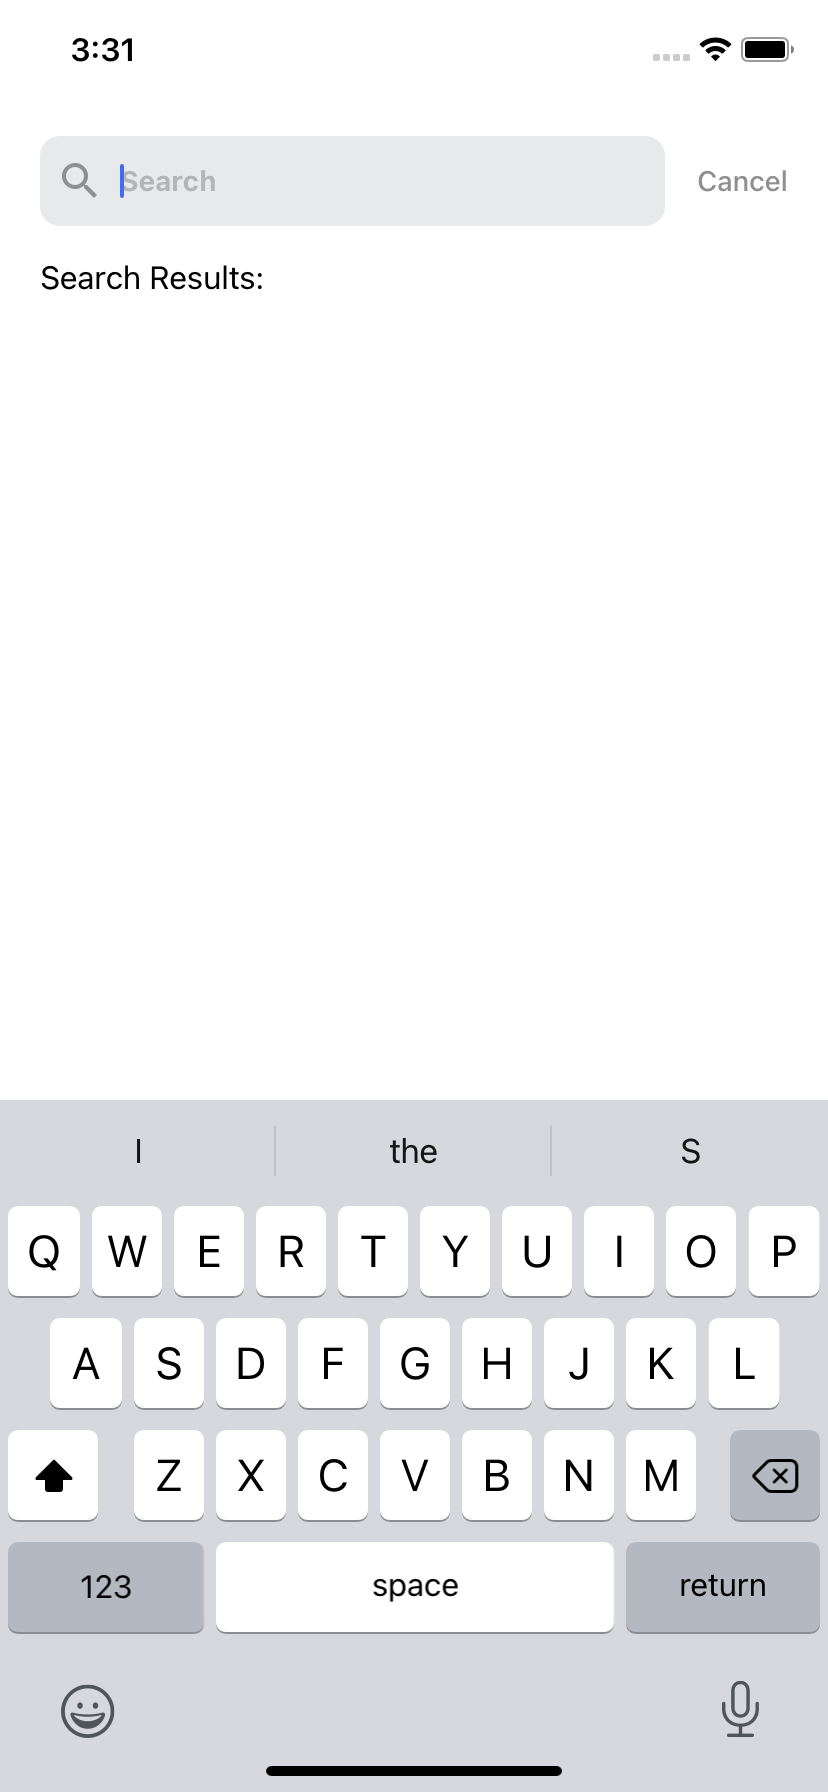 3:31
Search Cancel
Search Results:
I the S
Q W E R T Y U I O P
A S D F G H J K L
Z X C V B N M
123 space return